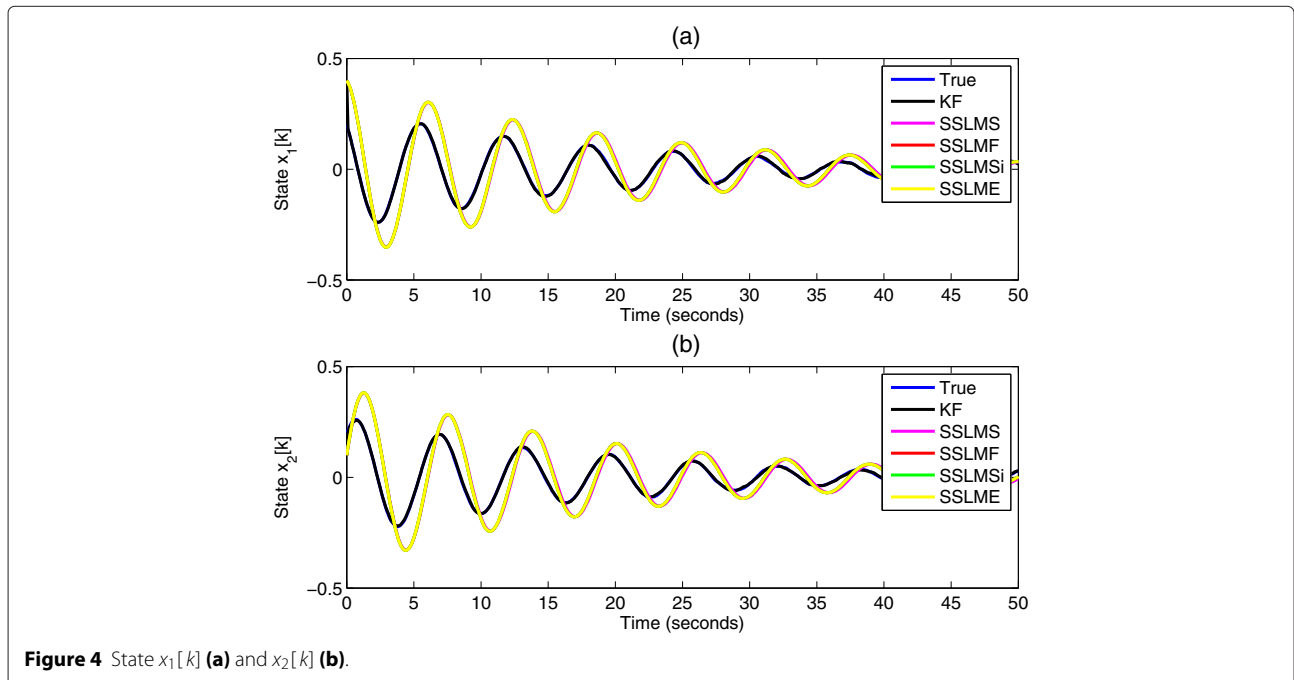 (a)
0.5
0
−0.5
State x_1[k]
True
KF
SSLMS
SSLMF
SSLMSi
SSLME
0 5 10 15 20 25 30 35 40 45 50
Time (seconds)
(b)
0.5
0
−0.5
State x_2[k]
True
KF
SSLMS
SSLMF
SSLMSi
SSLME
0 5 10 15 20 25 30 35 40 45 50
Time (seconds)
Figure 4 State x₁[k] (a) and x₂[k] (b).